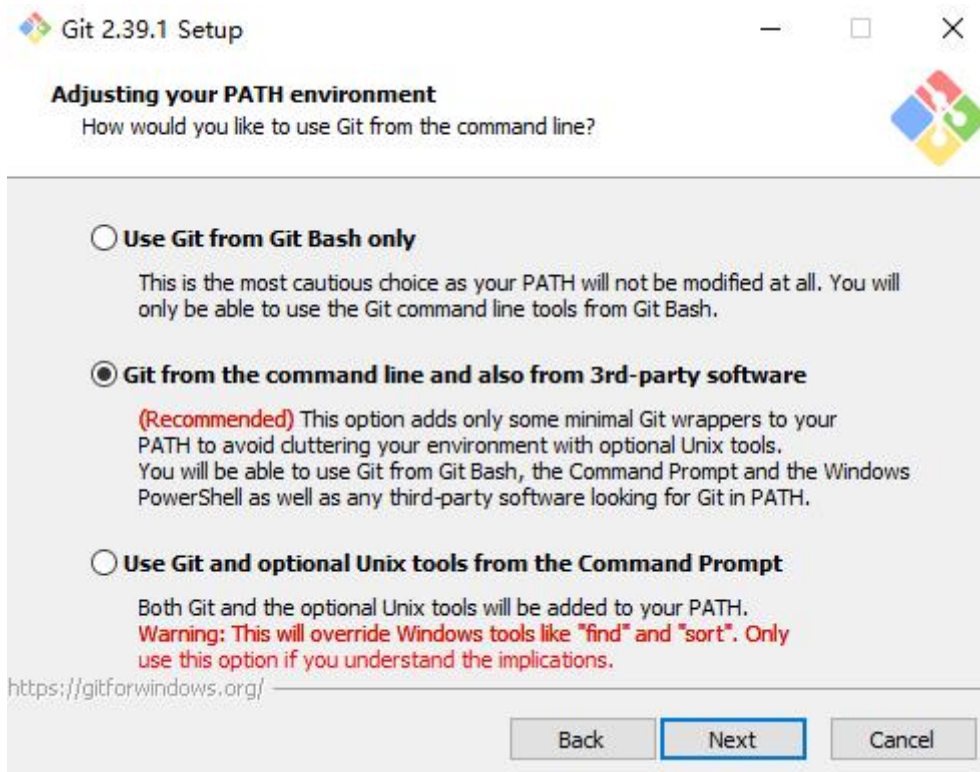 Git 2.39.1 Setup
Adjusting your PATH environment
How would you like to use Git from the command line?
Use Git from Git Bash only
This is the most cautious choice as your PATH will not be modified at all. You will
only be able to use the Git command line tools from Git Bash.
Git from the command line and also from 3rd-party software
(Recommended) This option adds only some minimal Git wrappers to your
PATH to avoid cluttering your environment with optional Unix tools.
You will be able to use Git from Git Bash, the Command Prompt and the Windows
PowerShell as well as any third-party software looking for Git in PATH.
Use Git and optional Unix tools from the Command Prompt
Both Git and the optional Unix tools will be added to your PATH.
Warning: This will override Windows tools like "find" and "sort". Only
use this option if you understand the implications.
https://gitforwindows.org/
Back Next Cancel